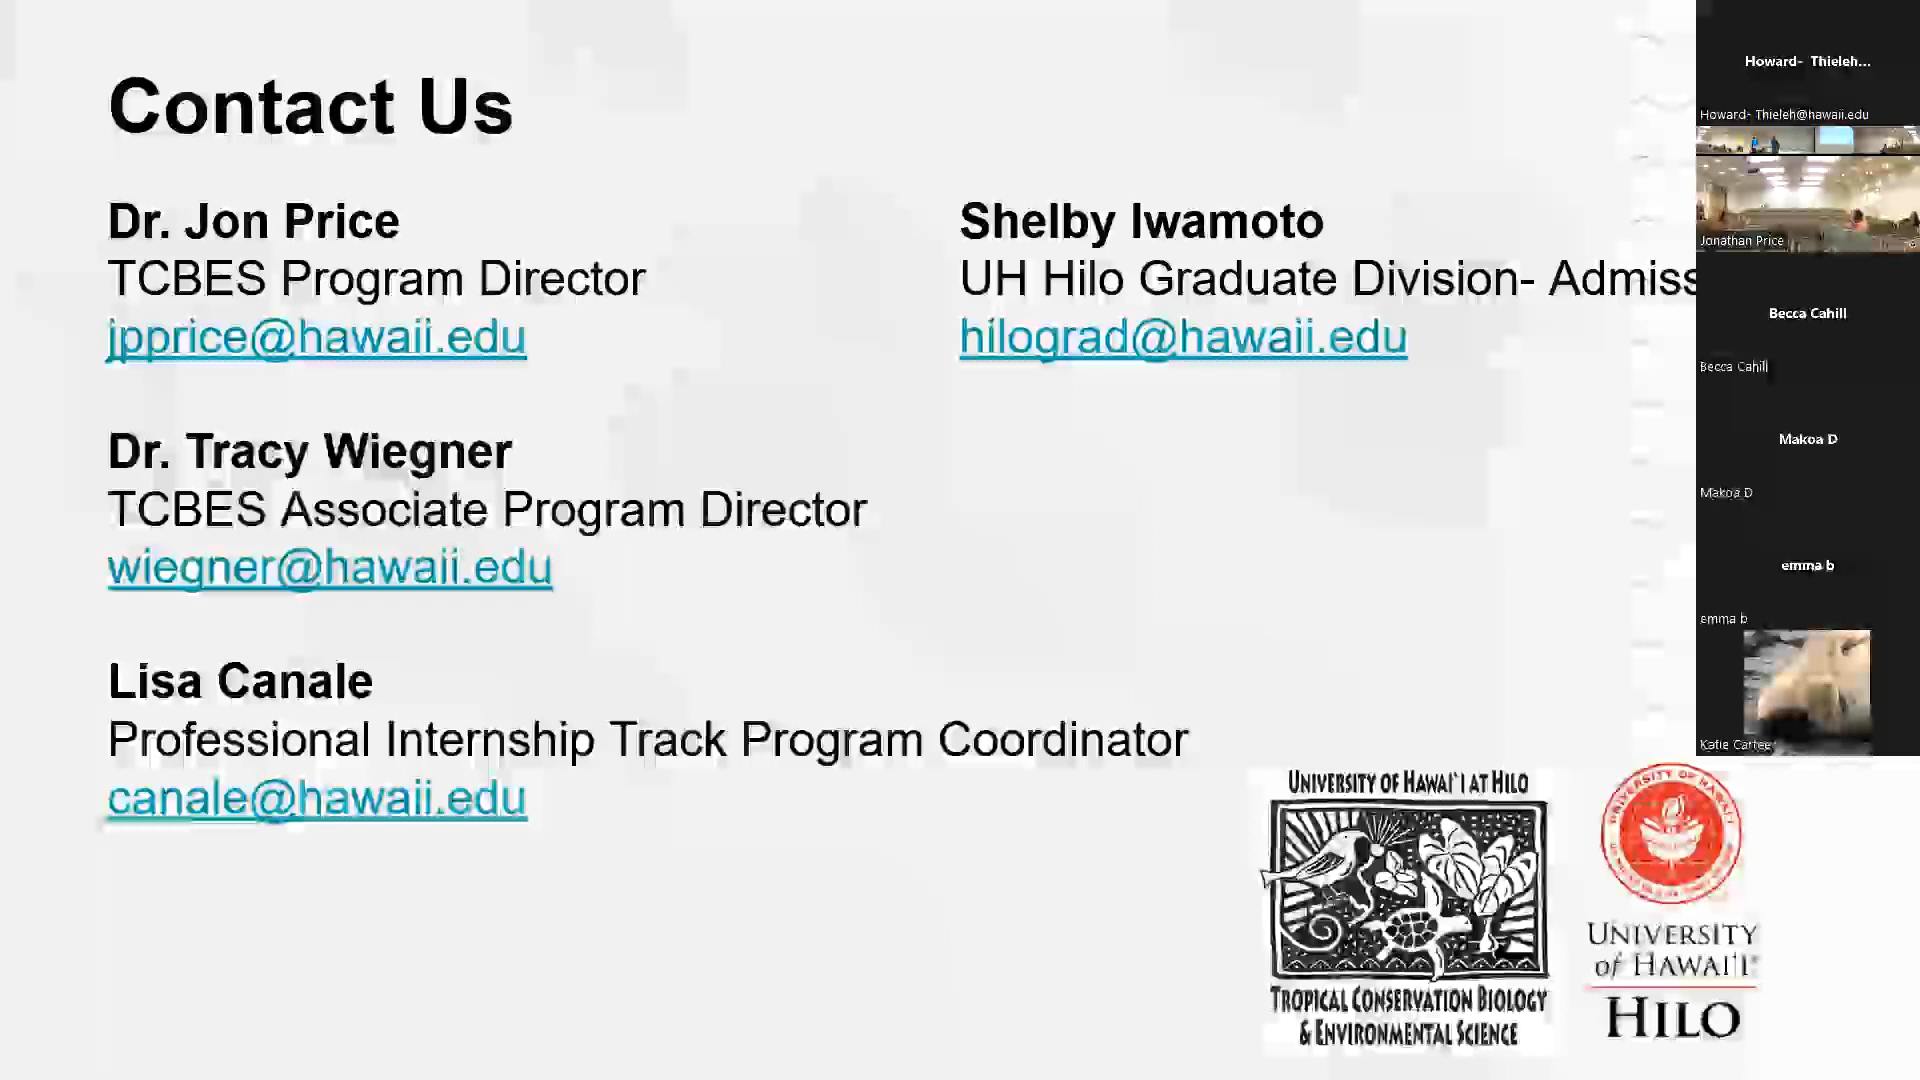 Contact Us
Dr. Jon Price
TCBES Program Director
jpprice@hawaii.edu
Dr. Tracy Wiegner
TCBES Associate Program Director
wiegner@hawaii.edu
Lisa Canale
Professional Internship Track Program Coordinator
canale@hawaii.edu
Shelby Iwamoto
UH Hilo Graduate Division- Admiss
hilograd@hawaii.edu
UNIVERSITY OF HAWAI`I AT HILO
TROPICAL CONSERVATION BIOLOGY
& ENVIRONMENTAL SCIENCE
UNIVERSITY
of HAWAI'I
HILO
Howard- Thieleh...
Howard- Thieleh@hawaii.edu
Jonathan Price
Becca Cahill
Becca Cahill
Makoa D
Makoa D
emma b
emma b
Katie Cartee